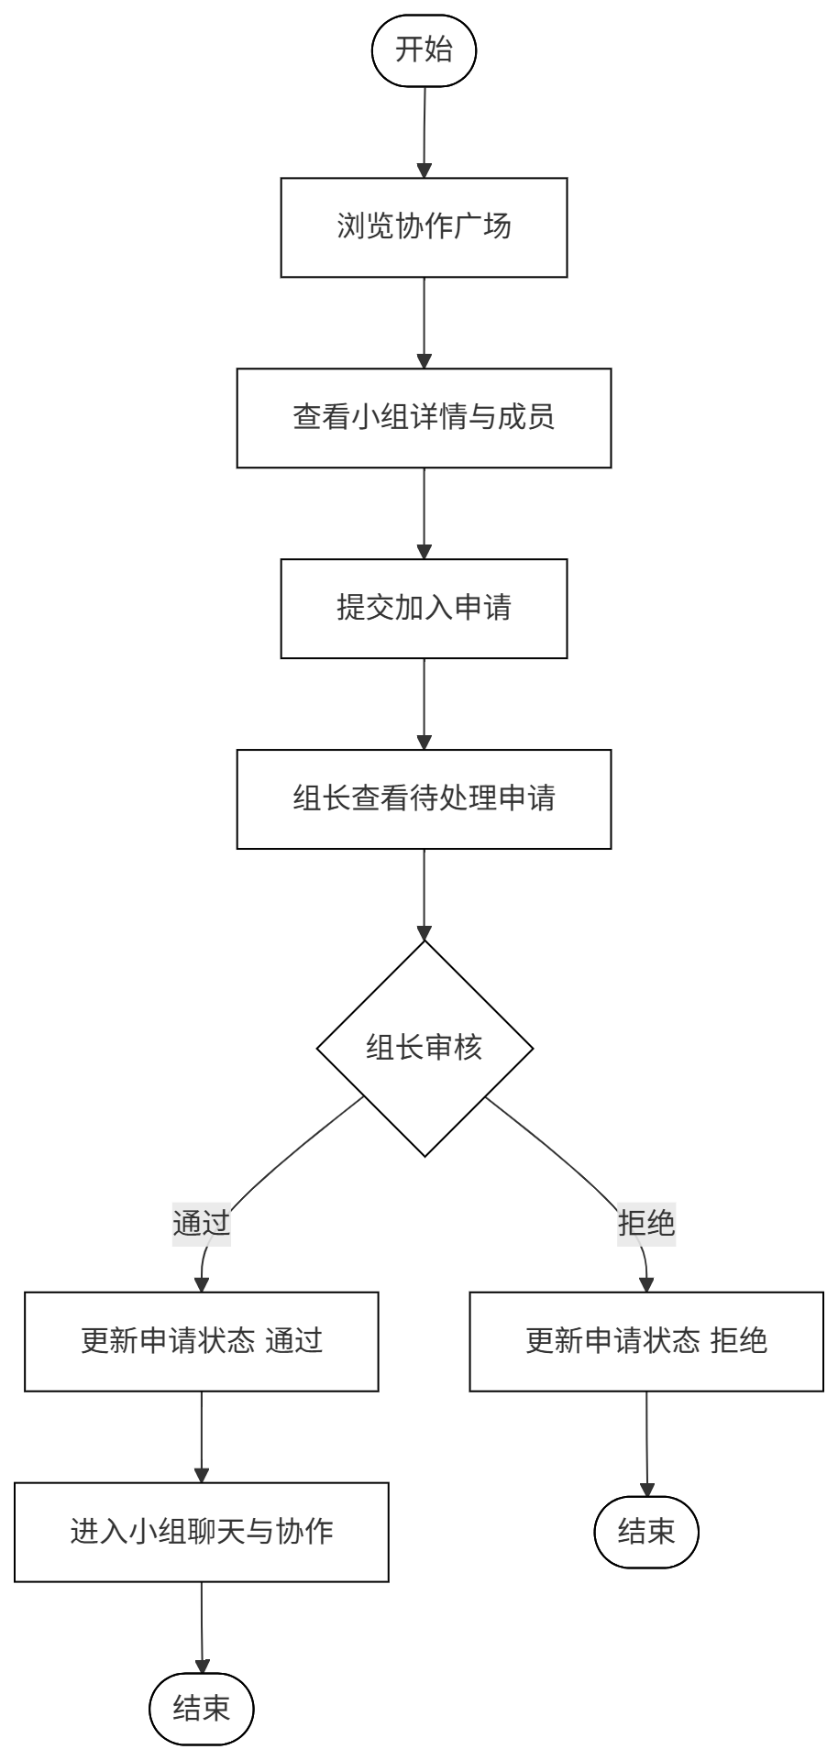 开始
浏览协作广场
查看小组详情与成员
提交加入申请
组长查看待处理申请
组长审核
通过
拒绝
更新申请状态 通过
更新申请状态 拒绝
进入小组聊天与协作
结束
结束